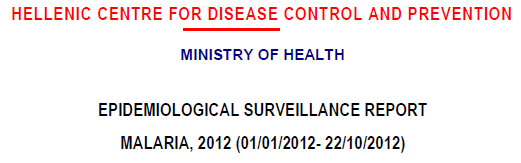 HELLENIC CENTRE FOR DISEASE CONTROL AND PREVENTION
MINISTRY OF HEALTH
EPIDEMIOLOGICAL SURVEILLANCE REPORT
MALARIA, 2012 (01/01/2012- 22/10/2012)